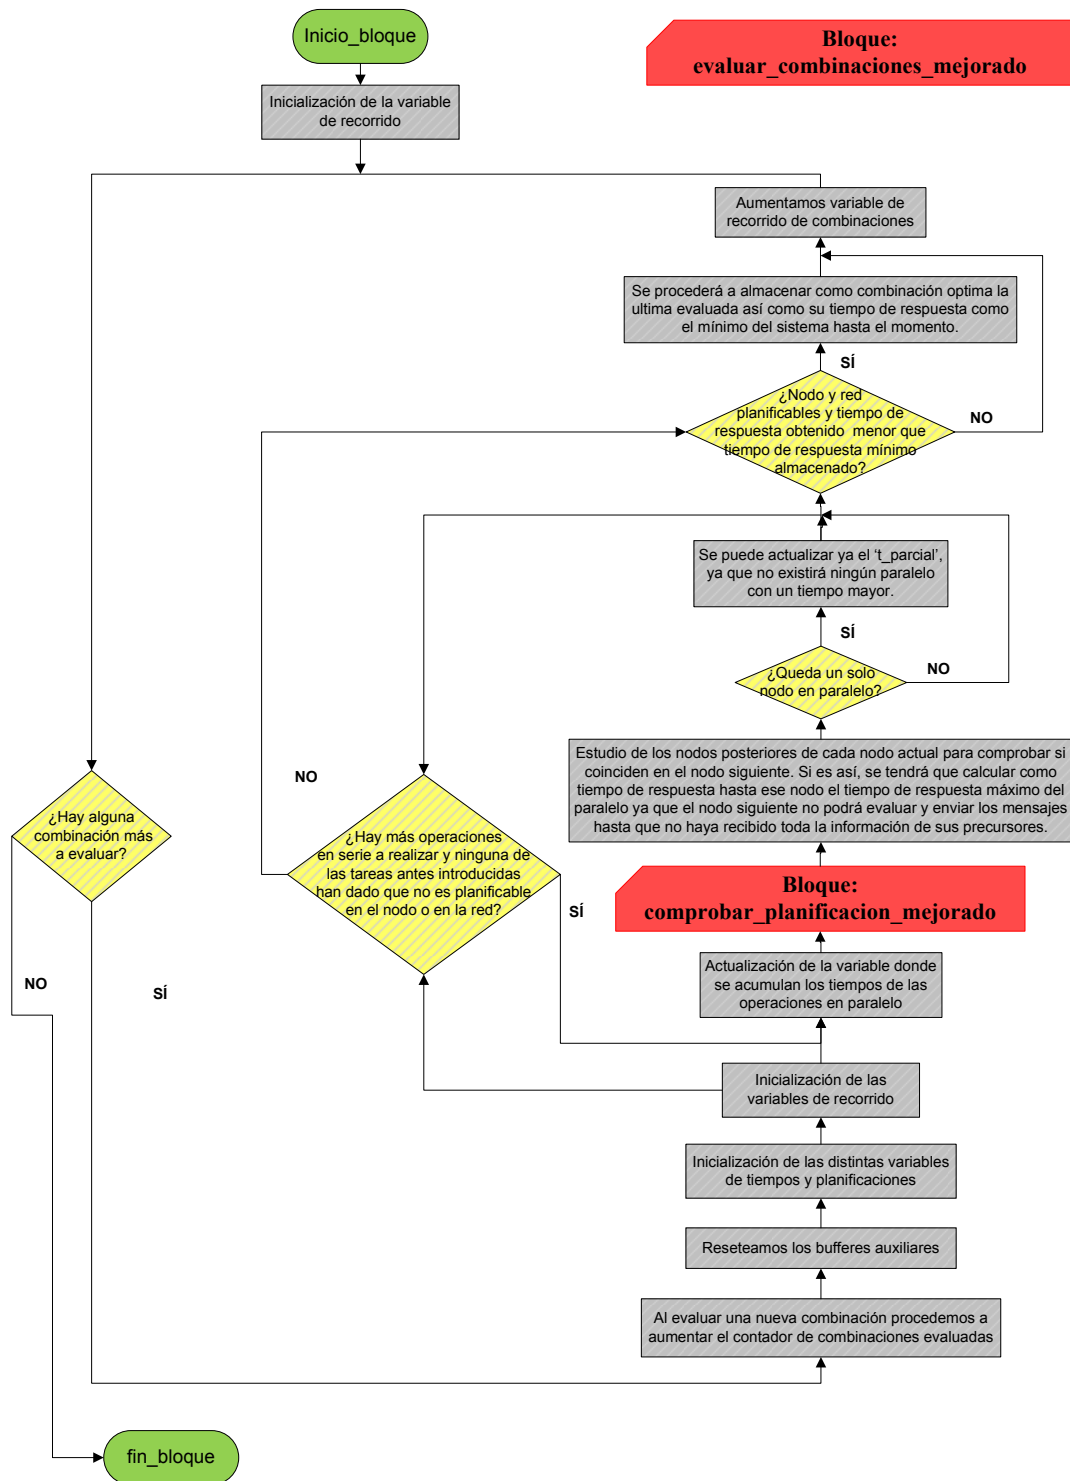 Inicio_bloque
Bloque:
evaluar_combinaciones_mejorado
Inicialización de la variable
de recorrido
Aumentamos variable de
recorrido de combinaciones
Se procederá a almacenar como combinación optima la
ultima evaluada así como su tiempo de respuesta como
el mínimo del sistema hasta el momento.
SÍ
¿Nodo y red
planificables y tiempo de
respuesta obtenido  menor que
tiempo de respuesta mínimo
almacenado?
NO
Se puede actualizar ya el ‘t_parcial’,
ya que no existirá ningún paralelo
con un tiempo mayor.
SÍ
¿Queda un solo
nodo en paralelo?
NO
Estudio de los nodos posteriores de cada nodo actual para comprobar si
coinciden en el nodo siguiente. Si es así, se tendrá que calcular como
tiempo de respuesta hasta ese nodo el tiempo de respuesta máximo del
paralelo ya que el nodo siguiente no podrá evaluar y enviar los mensajes
hasta que no haya recibido toda la información de sus precursores.
NO
¿Hay alguna
combinación más
a evaluar?
¿Hay más operaciones
en serie a realizar y ninguna de
las tareas antes introducidas
han dado que no es planificable
en el nodo o en la red?
SÍ
Bloque:
comprobar_planificacion_mejorado
NO
SÍ
Actualización de la variable donde
se acumulan los tiempos de las
operaciones en paralelo
Inicialización de las
variables de recorrido
Inicialización de las distintas variables
de tiempos y planificaciones
Reseteamos los bufferes auxiliares
Al evaluar una nueva combinación procedemos a
aumentar el contador de combinaciones evaluadas
fin_bloque